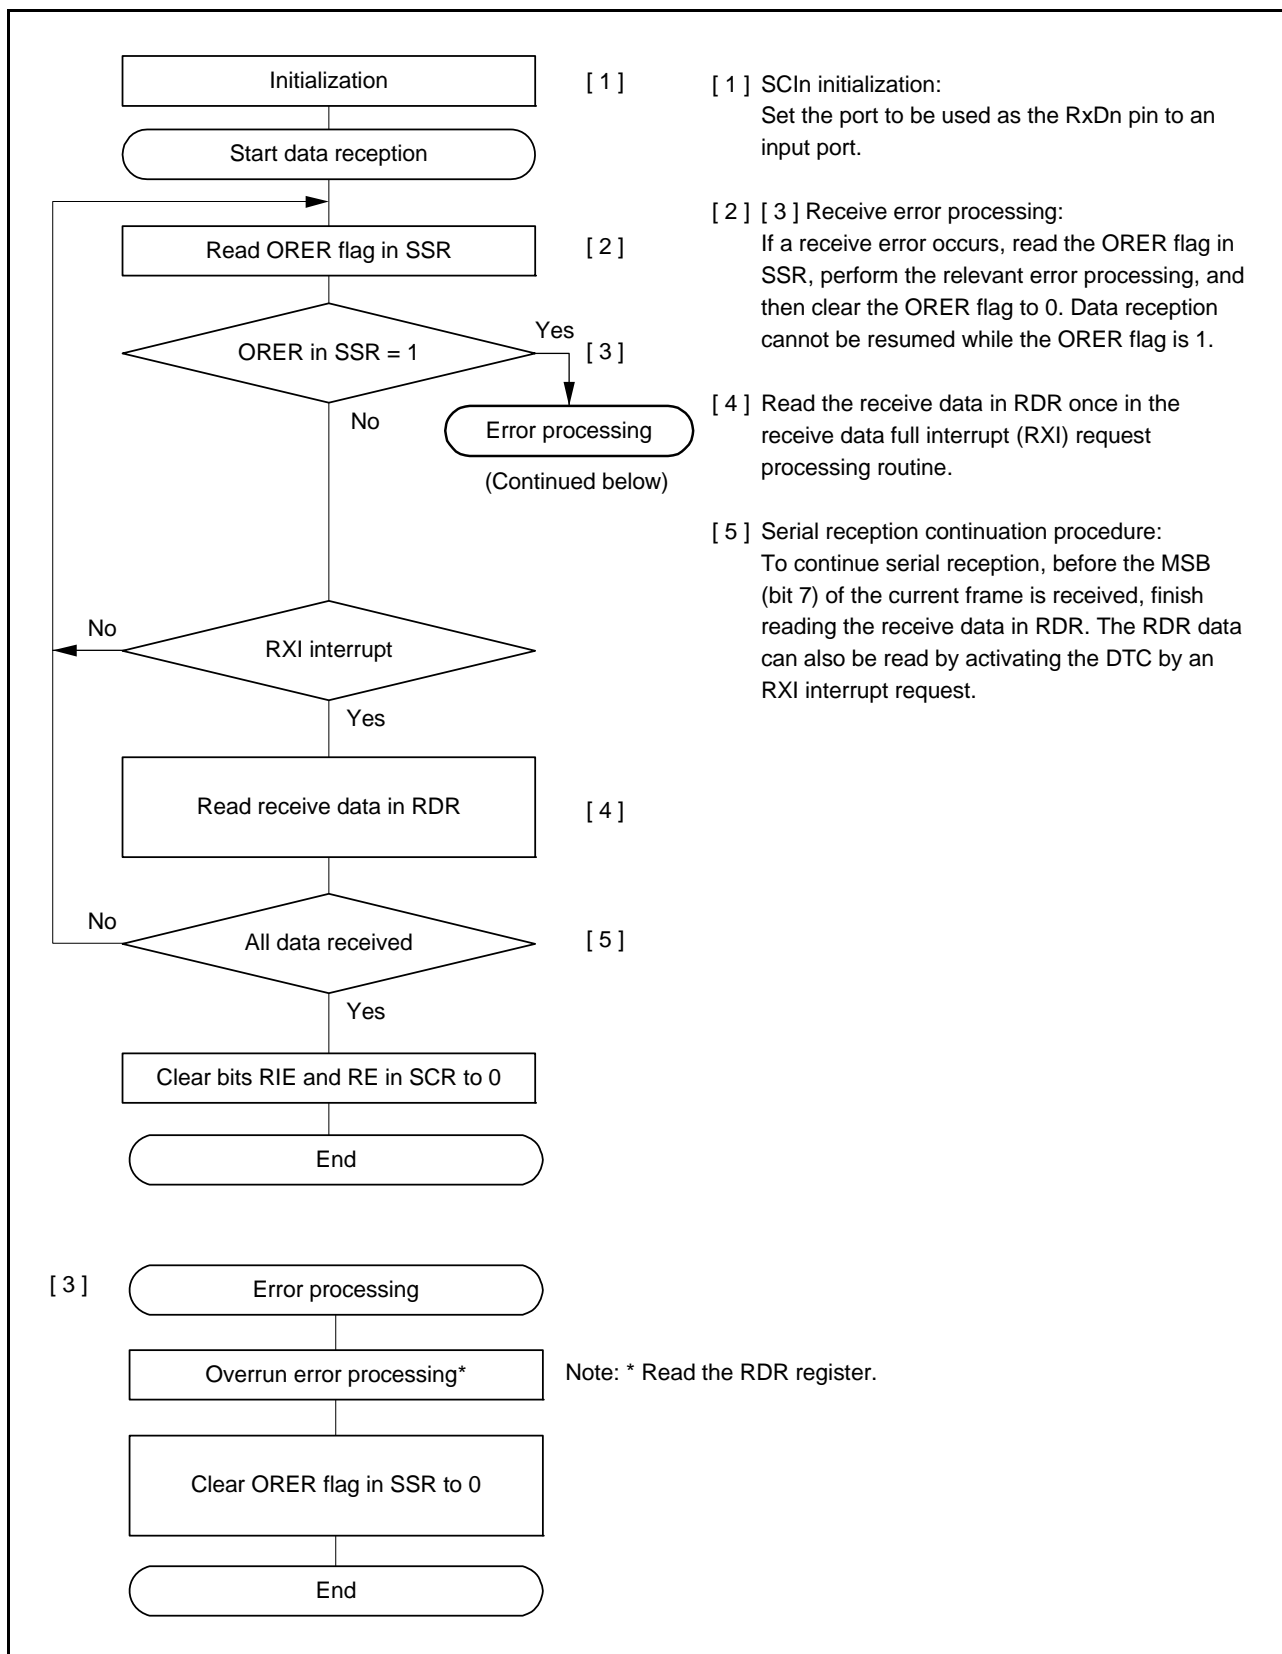 Initialization [ 1 ]
Start data reception
Read ORER flag in SSR [ 2 ]
ORER in SSR = 1
Yes
[ 3 ]
No
Error processing
(Continued below)
No
RXI interrupt
Yes
Read receive data in RDR [ 4 ]
No
All data received [ 5 ]
Yes
Clear bits RIE and RE in SCR to 0
End
[ 1 ] SCIn initialization:
Set the port to be used as the RxDn pin to an
input port.
[ 2 ] [ 3 ] Receive error processing:
If a receive error occurs, read the ORER flag in
SSR, perform the relevant error processing, and
then clear the ORER flag to 0. Data reception
cannot be resumed while the ORER flag is 1.
[ 4 ] Read the receive data in RDR once in the
receive data full interrupt (RXI) request
processing routine.
[ 5 ] Serial reception continuation procedure:
To continue serial reception, before the MSB
(bit 7) of the current frame is received, finish
reading the receive data in RDR. The RDR data
can also be read by activating the DTC by an
RXI interrupt request.
[ 3 ] Error processing
Overrun error processing* Note: * Read the RDR register.
Clear ORER flag in SSR to 0
End